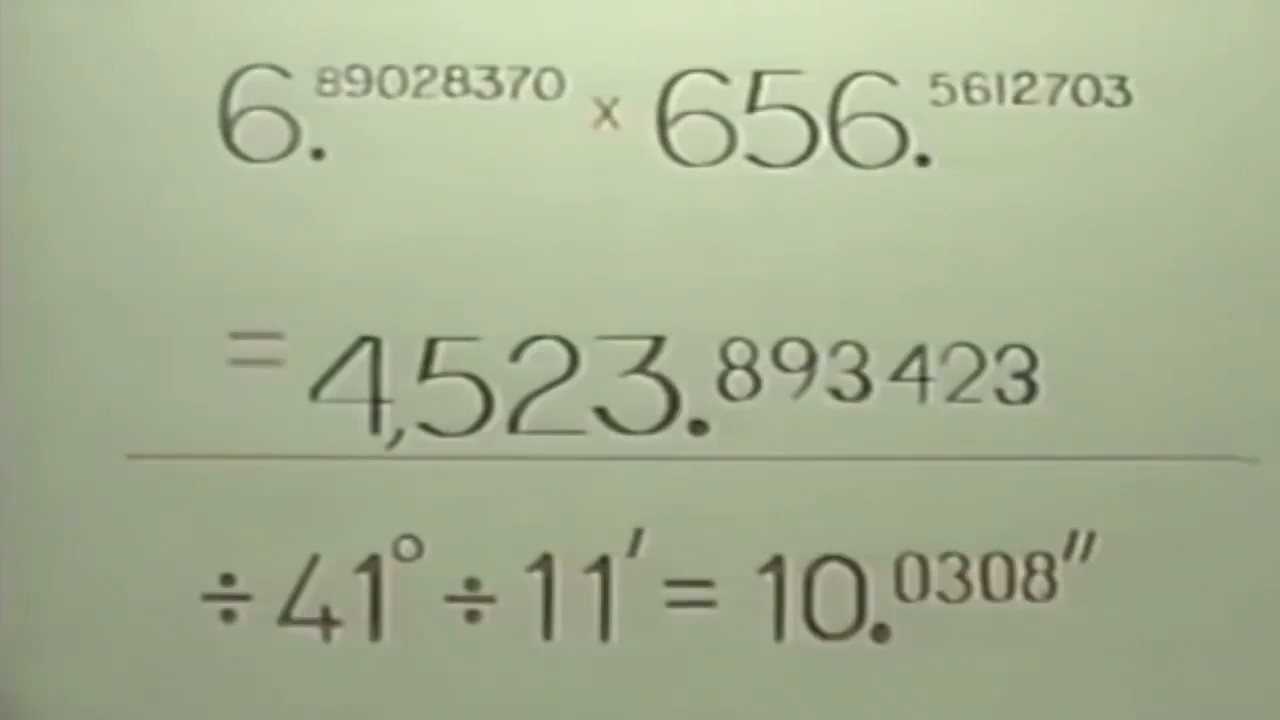 6.89028370 x 656.5612703
= 4,523.893423
÷ 41° ÷ 11′ = 10.0308″